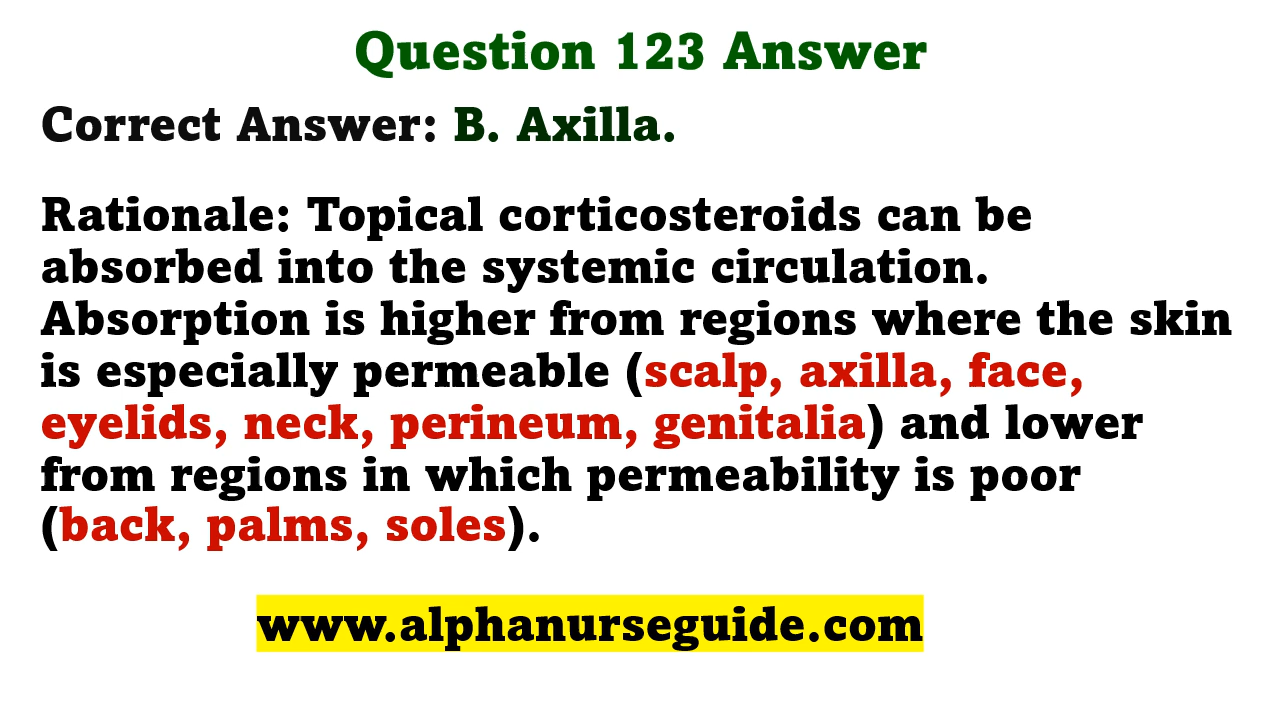 Question 123 Answer
Correct Answer: B. Axilla.
Rationale: Topical corticosteroids can be
absorbed into the systemic circulation.
Absorption is higher from regions where the skin
is especially permeable (scalp, axilla, face,
eyelids, neck, perineum, genitalia) and lower
from regions in which permeability is poor
(back, palms, soles).
www.alphanurseguide.com